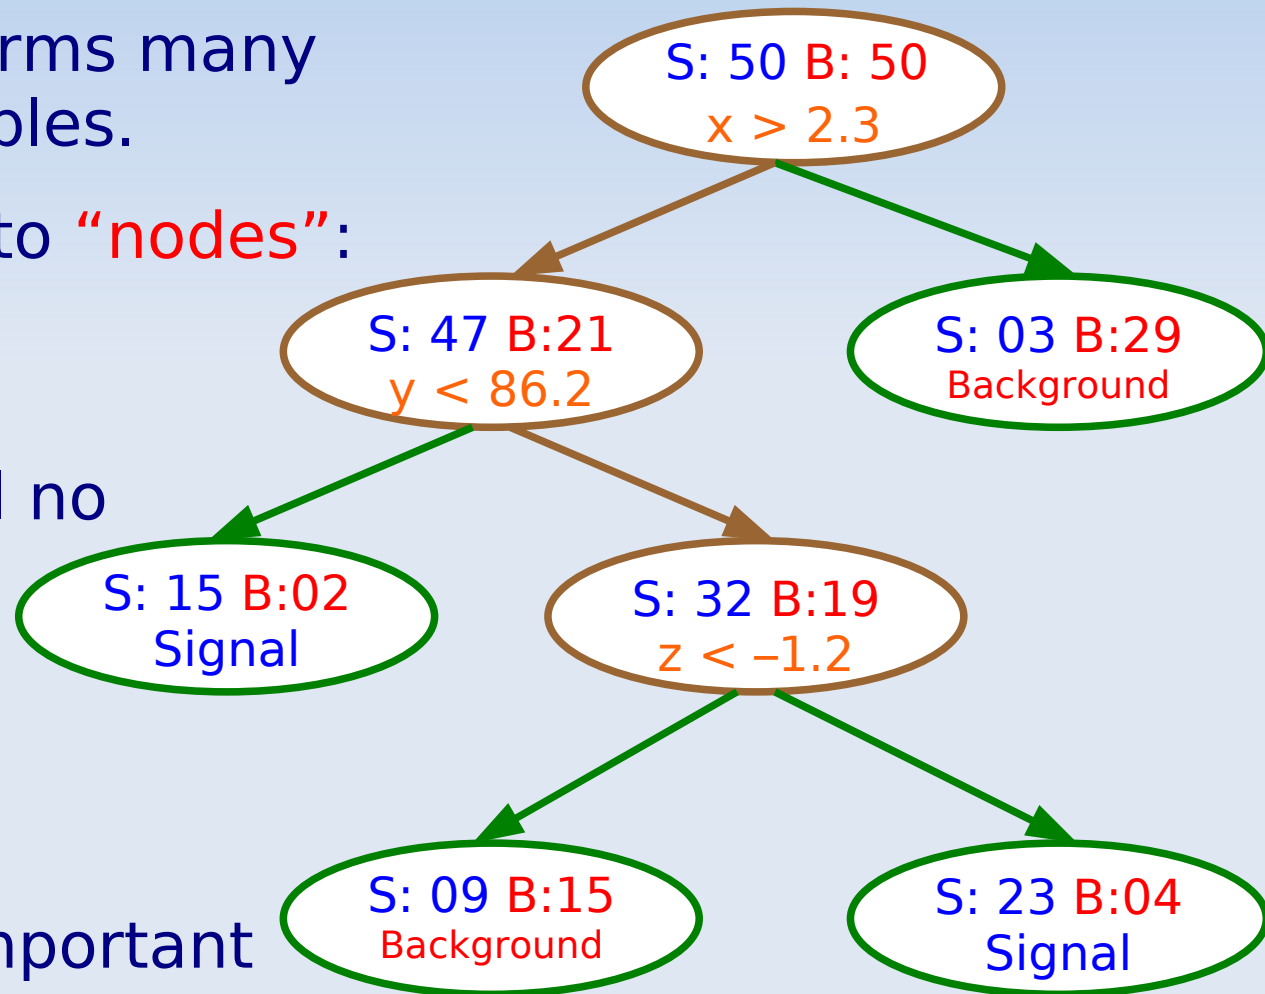 rms many
ples.
to “nodes”:
l no
mportant
S: 50 B: 50
x > 2.3
S: 47 B:21
y < 86.2
S: 03 B:29
Background
S: 15 B:02
Signal
S: 32 B:19
z < –1.2
S: 09 B:15
Background
S: 23 B:04
Signal